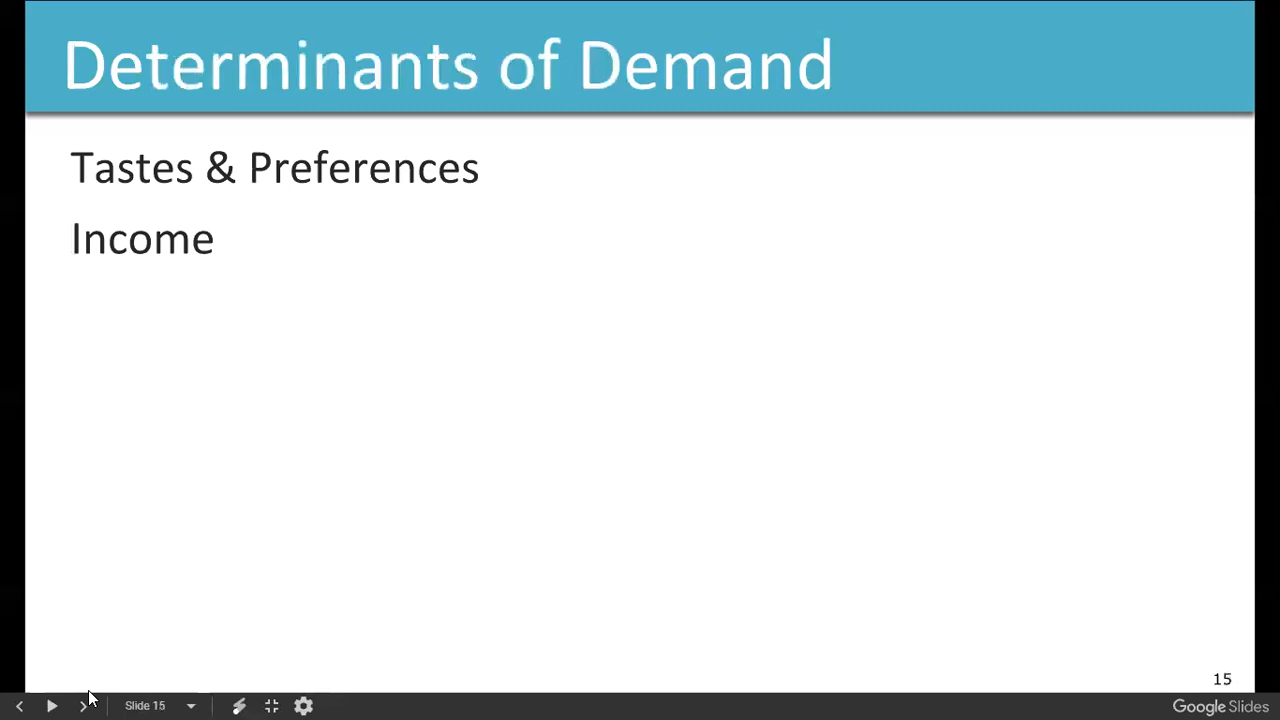 Determinants of Demand
Tastes & Preferences
Income
15
Slide 15
Google Slides